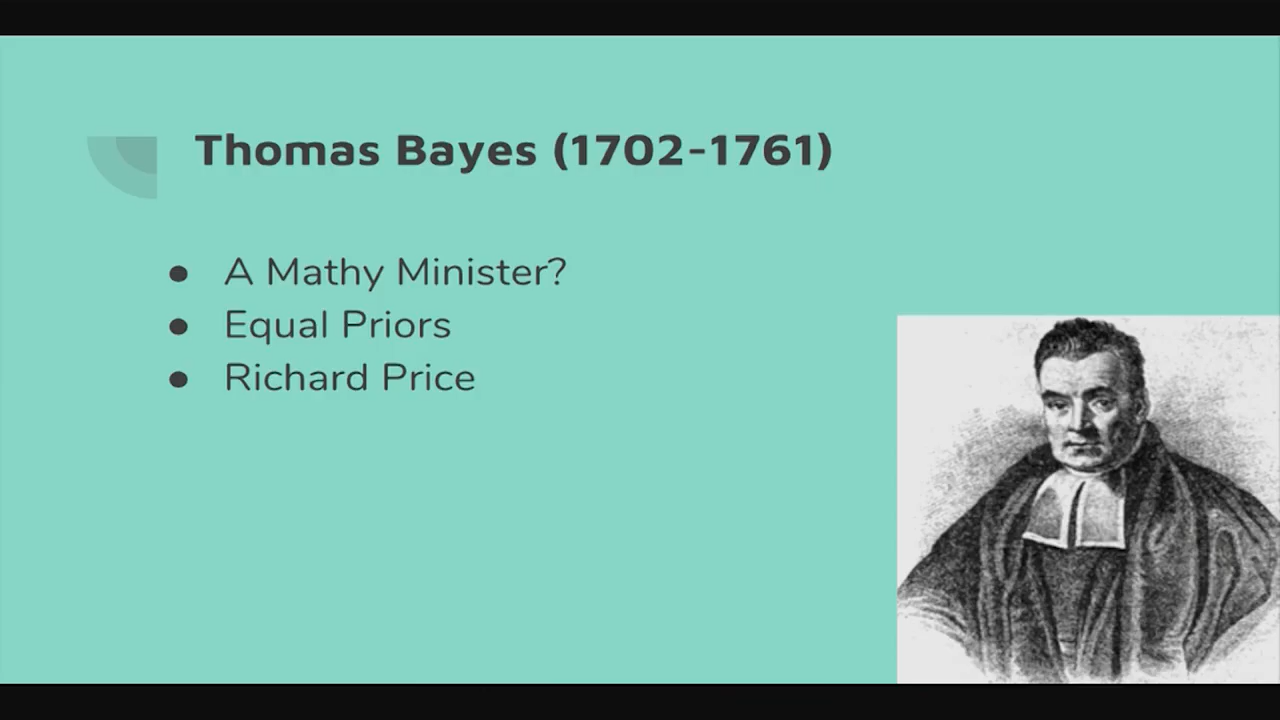 Thomas Bayes (1702-1761)
● A Mathy Minister?
● Equal Priors
● Richard Price